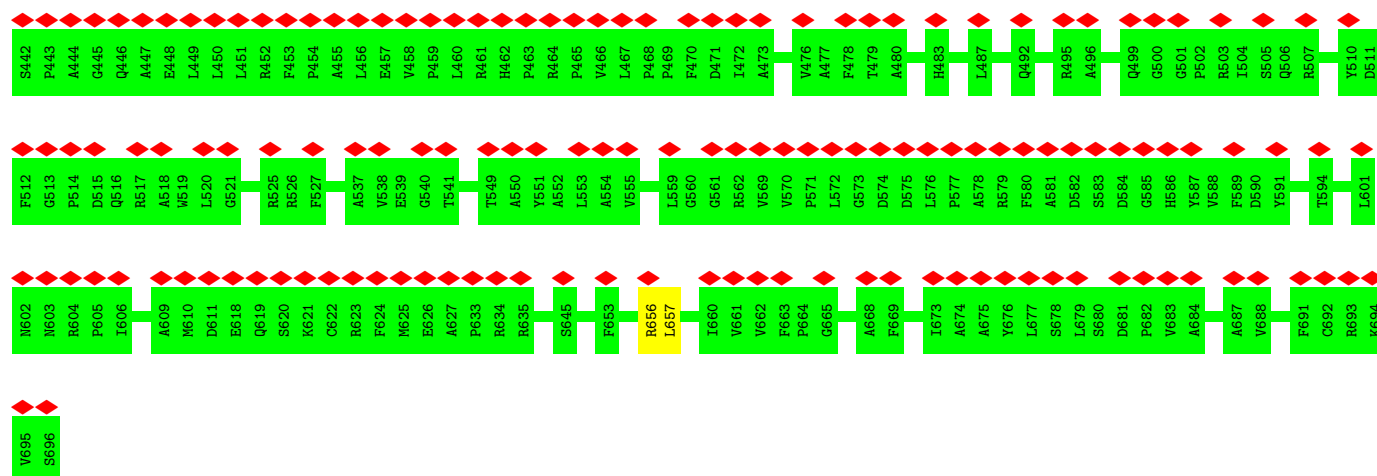 S442 P443 A444 G445 Q446 A447 E448 L449 L450 L451 R452 F453 P454 A455 L456 E457 V458 P459 L460 R461 H462 P463 R464 P465 V466 L467 P468 P469 F470 D471 I472 A473 V476 A477 F478 T479 A480 H483 L487 Q492 R495 A496 Q499 G500 G501 P502 R503 I504 S505 Q506 R507 Y510 D511
F512 G513 P514 D515 Q516 R517 A518 W519 L520 G521 R525 R526 F527 A537 V538 E539 G540 T541 T549 A550 Y551 A552 L553 A554 V555 L559 G560 G561 R562 V569 V570 P571 L572 G573 D574 D575 L576 P577 A578 R579 F580 A581 D582 S583 D584 G585 H586 Y587 V588 F589 D590 Y591 T594 L601
N602 N603 R604 P605 I606 A609 M610 D611 E618 Q619 S620 K621 C622 R623 F624 M625 E626 A627 P633 R634 R635 S645 F653 R656 L657 I660 V661 V662 F663 P664 G665 A668 F669 I673 A674 A675 Y676 L677 S678 L679 S680 D681 P682 V683 A684 A687 V688 F691 C692 R693 K694
V695 S696